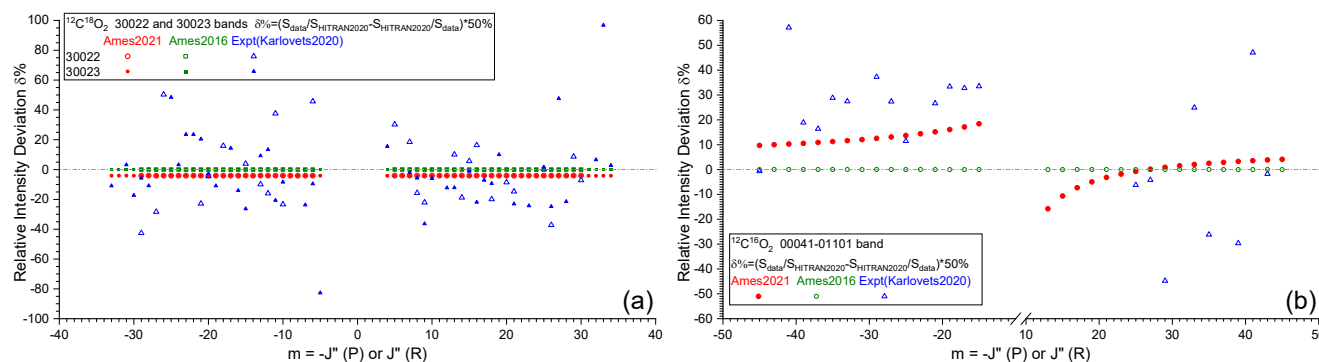 ¹²C¹⁸O₂ 30022 and 30023 bands δ%=(S_data/S_HITRAN2020-S_HITRAN2020/S_data)*50%
Ames2021 Ames2016 Expt(Karlovets2020)
30022
30023
Relative Intensity Deviation δ%
100
80
60
40
20
0
-20
-40
-60
-80
-100
-40 -30 -20 -10 0 10 20 30 40
m = -J" (P) or J" (R)
(a)
Relative Intensity Deviation δ%
60
50
40
30
20
10
0
-10
-20
-30
-40
-50
-60
¹²C¹⁶O₂ 00041-01101 band
δ%=(S_data/S_HITRAN2020-S_HITRAN2020/S_data)*50%
Ames2021 Ames2016 Expt(Karlovets2020)
-50 -40 -30 -20 10 20 30 40 50
m = -J" (P) or J" (R)
(b)